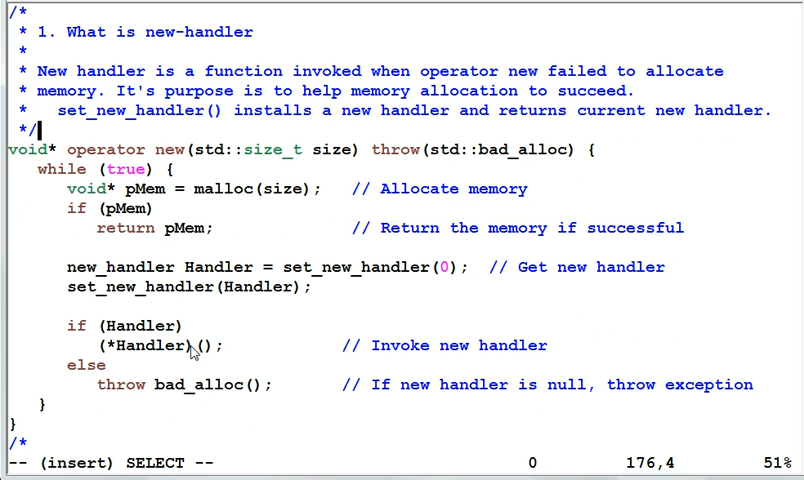 /*
 * 1. What is new-handler
 *
 * New handler is a function invoked when operator new failed to allocate
 * memory. It's purpose is to help memory allocation to succeed.
 *   set_new_handler() installs a new handler and returns current new handler.
 */
void* operator new(std::size_t size) throw(std::bad_alloc) {
   while (true) {
      void* pMem = malloc(size);   // Allocate memory
      if (pMem)
         return pMem;              // Return the memory if successful

      new_handler Handler = set_new_handler(0);  // Get new handler
      set_new_handler(Handler);

      if (Handler)
         (*Handler)();            // Invoke new handler
      else
         throw bad_alloc();       // If new handler is null, throw exception
   }
}
/*
-- (insert) SELECT --                                0         176,4         51%